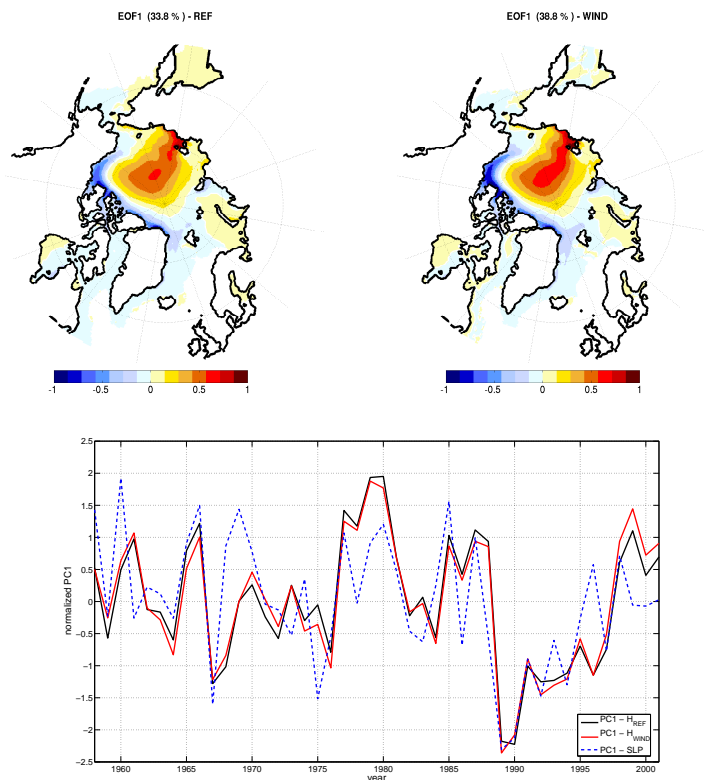 EOF1 (33.8 % ) - REF
EOF1 (38.8 % ) - WIND
-1 -0.5 0 0.5 1
-1 -0.5 0 0.5 1
normalized PC1
2.5
2
1.5
1
0.5
0
−0.5
−1
−1.5
−2
−2.5
PC1 − H_REF
PC1 − H_WIND
PC1 − SLP
1960 1965 1970 1975 1980 1985 1990 1995 2000
year